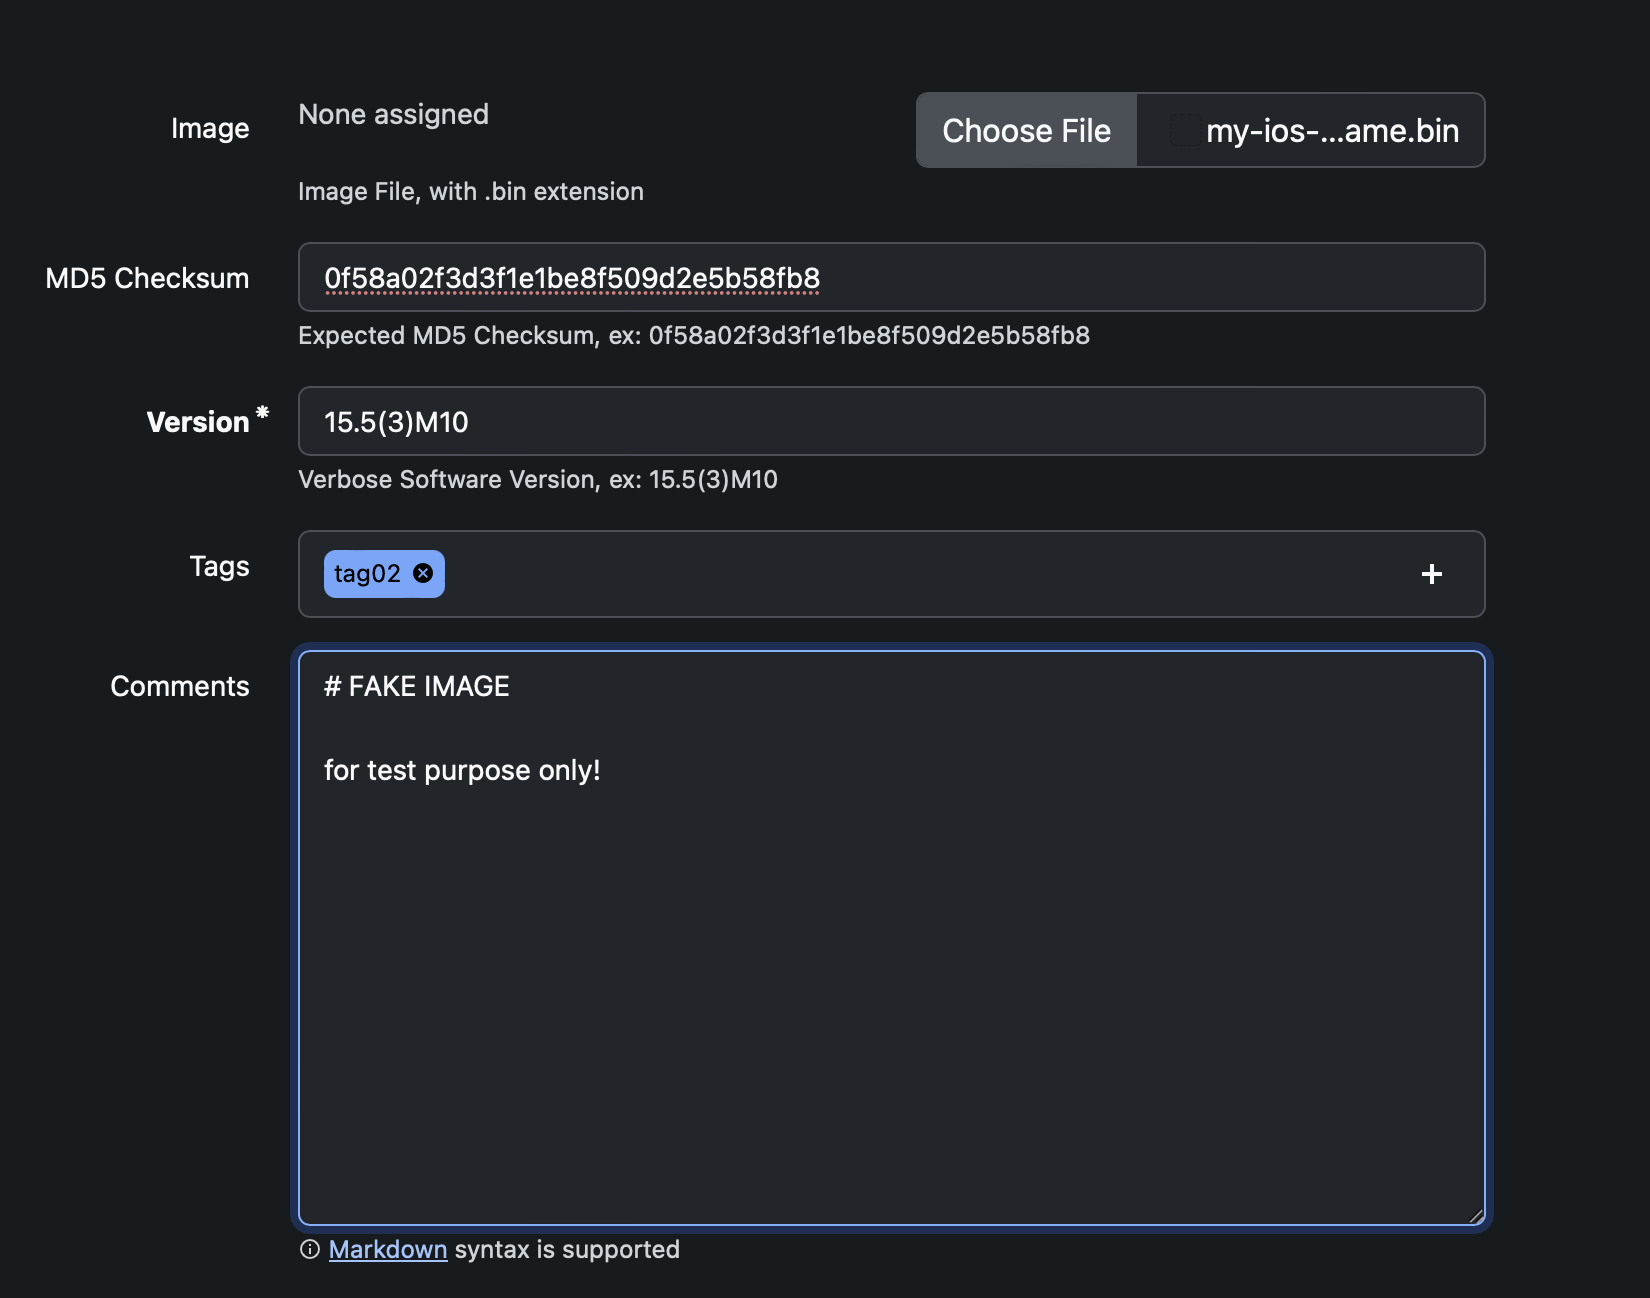 Image
None assigned
Choose File
my-ios-...ame.bin
Image File, with .bin extension
MD5 Checksum
0f58a02f3d3f1e1be8f509d2e5b58fb8
Expected MD5 Checksum, ex: 0f58a02f3d3f1e1be8f509d2e5b58fb8
Version *
15.5(3)M10
Verbose Software Version, ex: 15.5(3)M10
Tags
tag02
Comments
# FAKE IMAGE
for test purpose only!
Markdown syntax is supported